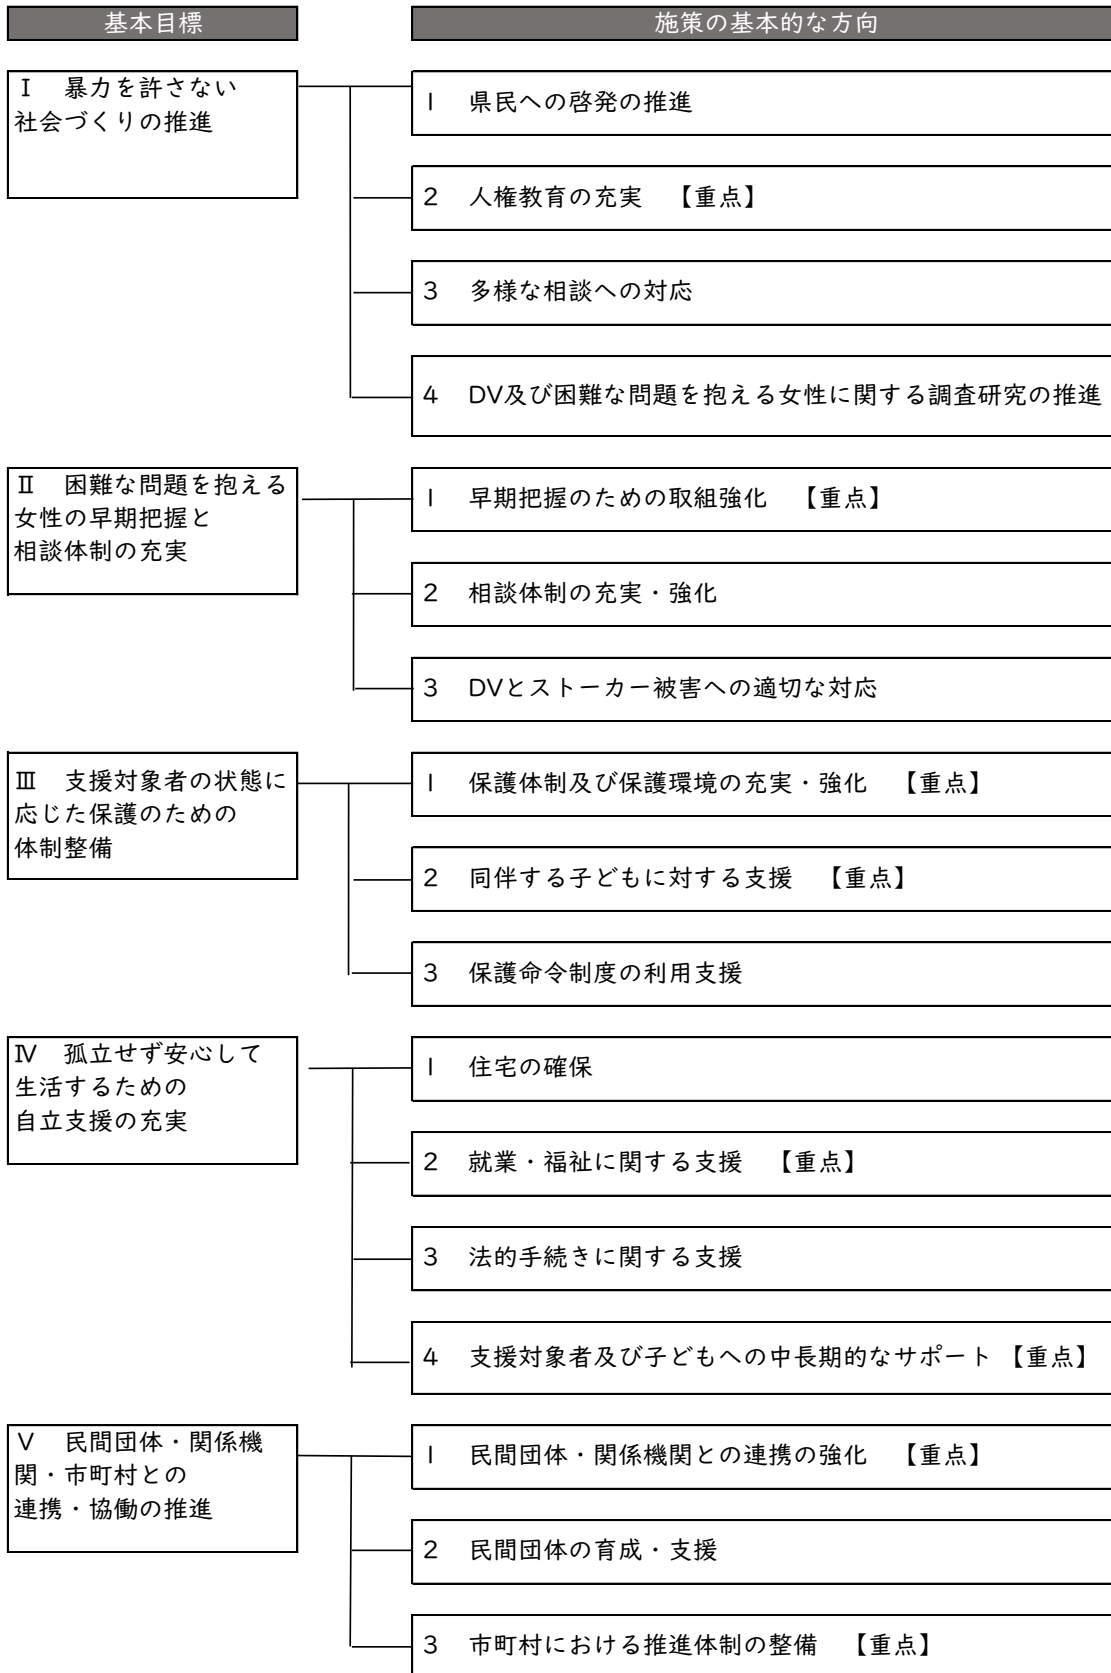 基本目標
施策の基本的な方向
Ⅰ　暴力を許さない
社会づくりの推進
1　県民への啓発の推進
2　人権教育の充実　【重点】
3　多様な相談への対応
4　DV及び困難な問題を抱える女性に関する調査研究の推進
Ⅱ　困難な問題を抱える
女性の早期把握と
相談体制の充実
1　早期把握のための取組強化　【重点】
2　相談体制の充実・強化
3　DVとストーカー被害への適切な対応
Ⅲ　支援対象者の状態に
応じた保護のための
体制整備
1　保護体制及び保護環境の充実・強化　【重点】
2　同伴する子どもに対する支援　【重点】
3　保護命令制度の利用支援
Ⅳ　孤立せず安心して
生活するための
自立支援の充実
1　住宅の確保
2　就業・福祉に関する支援　【重点】
3　法的手続きに関する支援
4　支援対象者及び子どもへの中長期的なサポート 【重点】
Ⅴ　民間団体・関係機
関・市町村との
連携・協働の推進
1　民間団体・関係機関との連携の強化　【重点】
2　民間団体の育成・支援
3　市町村における推進体制の整備　【重点】